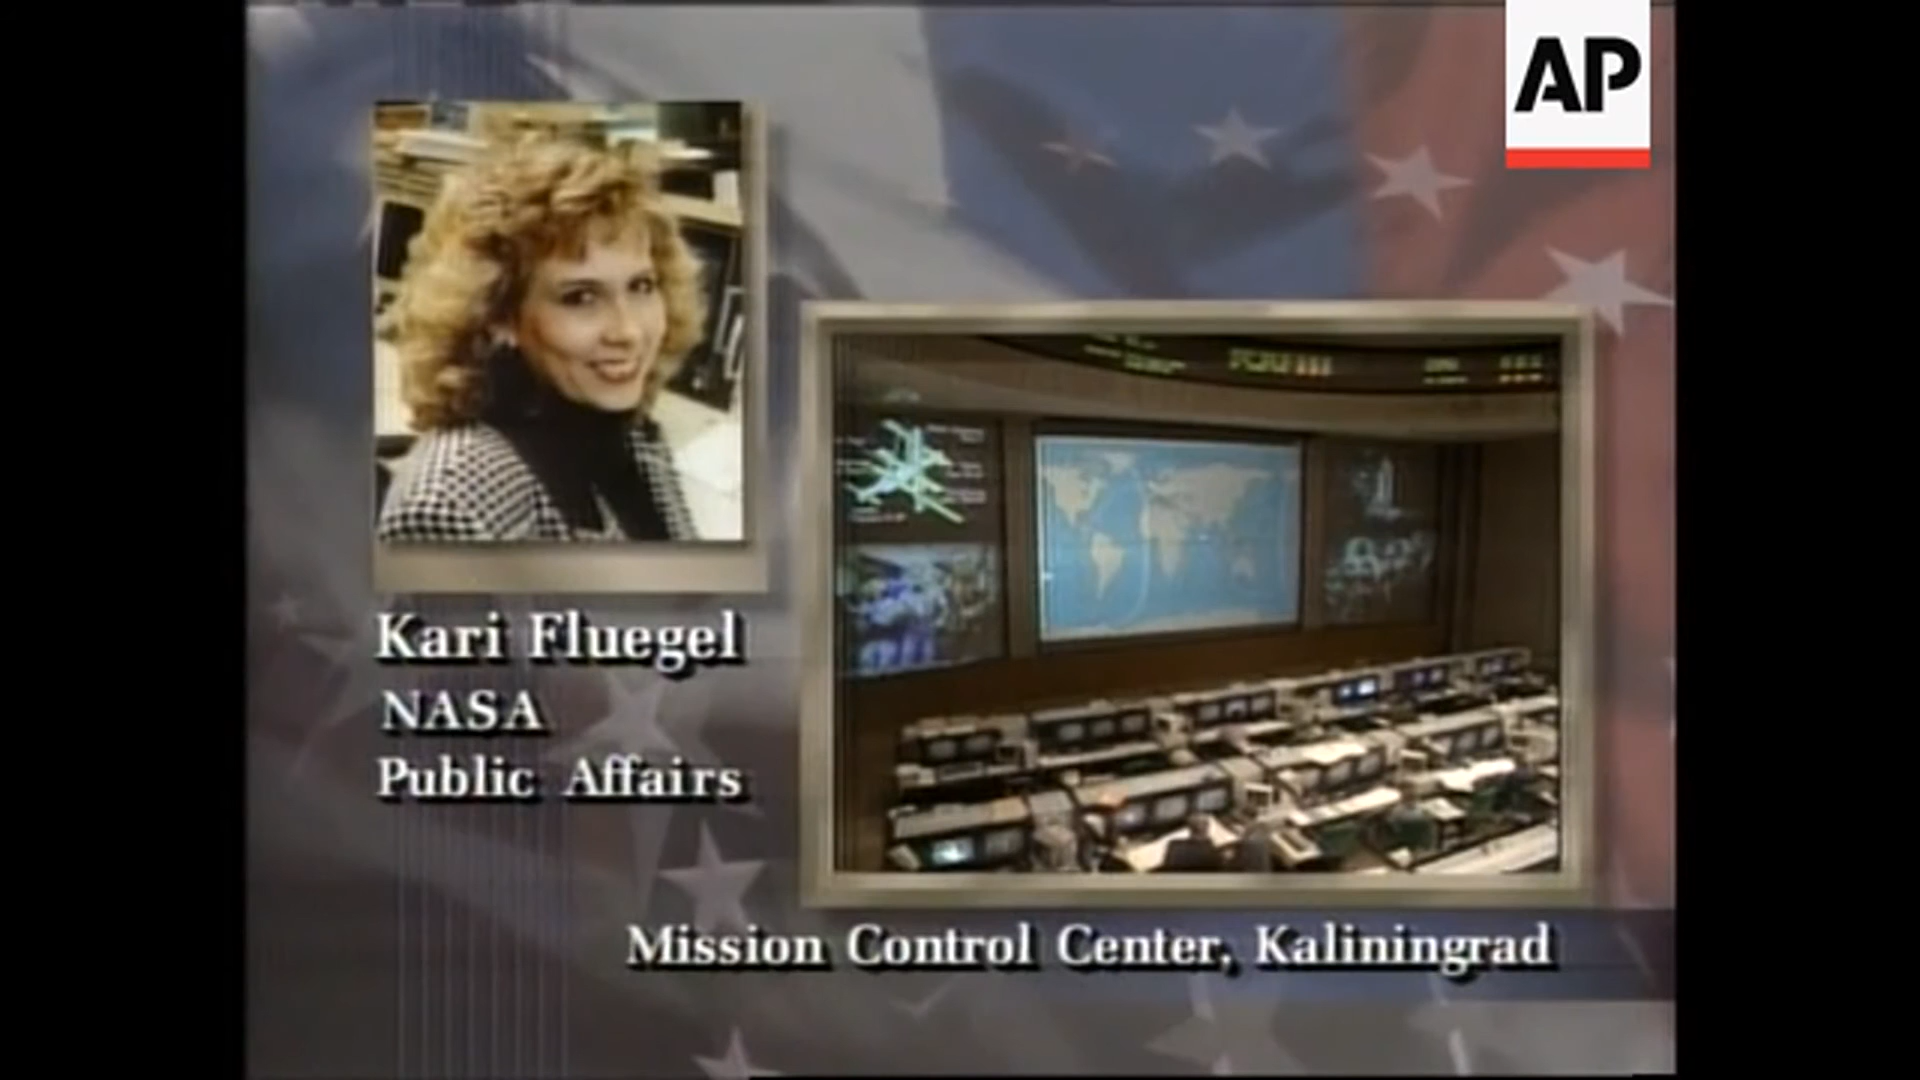 AP
Kari Fluegel
NASA
Public Affairs
Mission Control Center, Kaliningrad